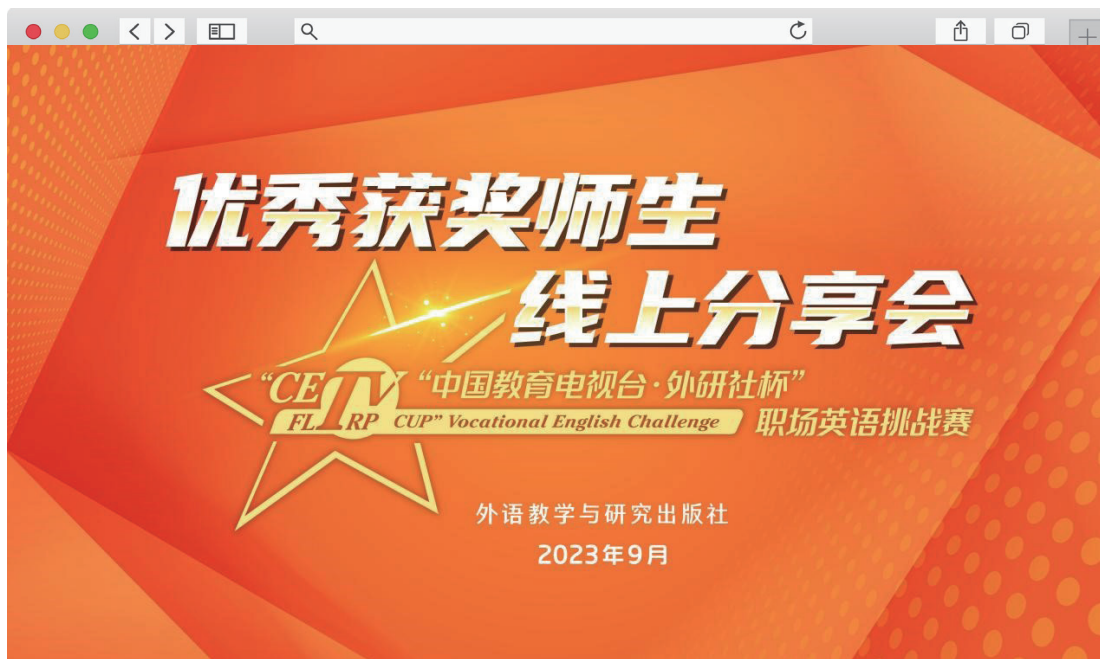 优秀获奖师生
线上分享会
“CETV
FLTRP CUP” Vocational English Challenge
“中国教育电视台·外研社杯”
职场英语挑战赛
外语教学与研究出版社
2023年9月